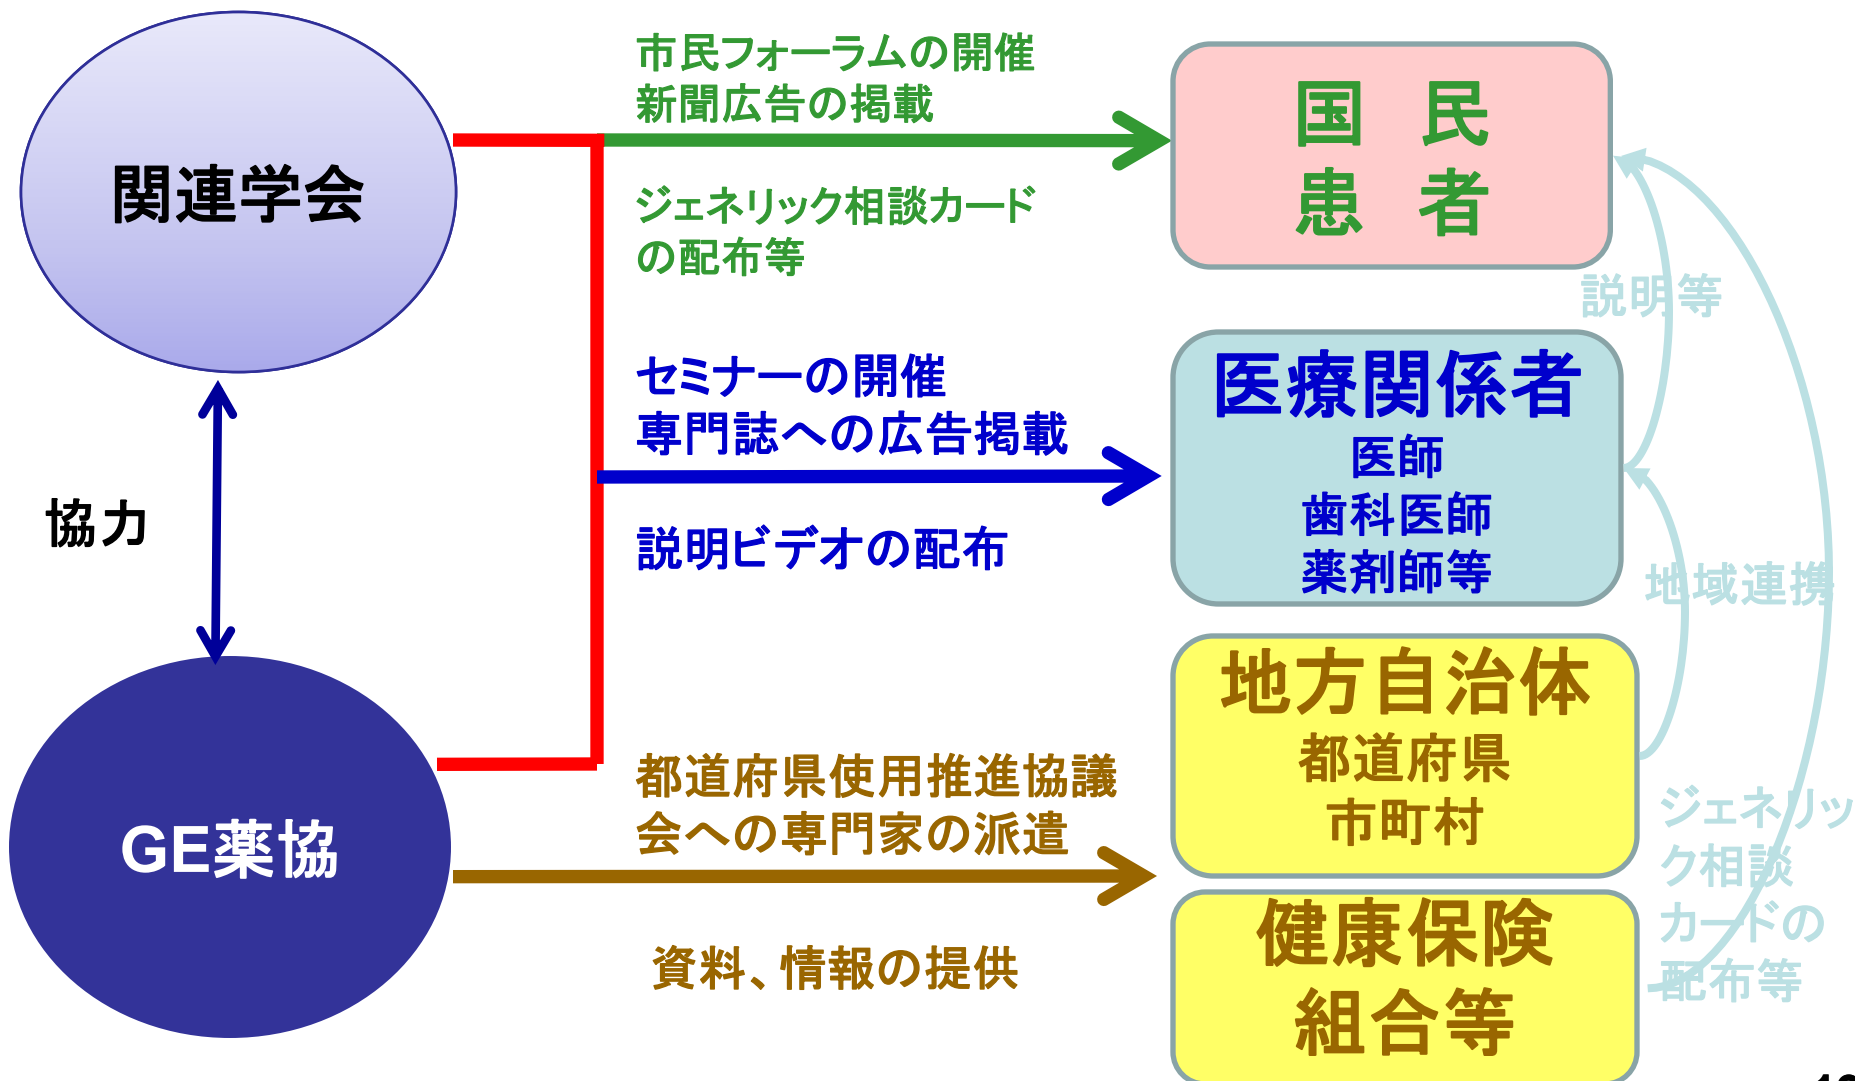 関連学会
協力
GE薬協
市民フォーラムの開催
新聞広告の掲載
ジェネリック相談カード
の配布等
セミナーの開催
専門誌への広告掲載
説明ビデオの配布
都道府県使用推進協議
会への専門家の派遣
資料、情報の提供
国 民
患 者
医療関係者
医師
歯科医師
薬剤師等
地方自治体
都道府県
市町村
健康保険
組合等
説明等
地域連携
ジェネリッ
ク相談
カードの
配布等